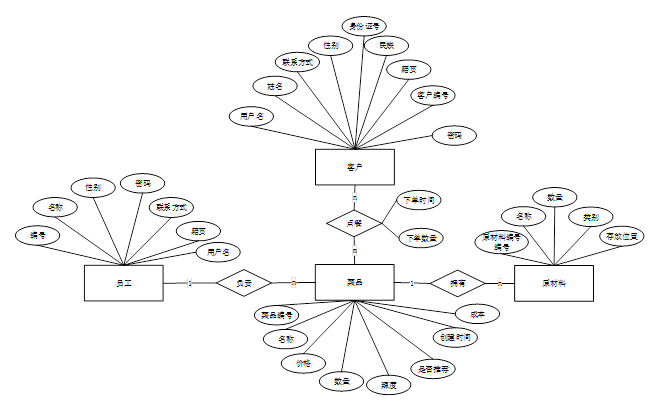 身份证号
性别
民族
联系方式
籍贯
姓名
客户编号
用户名
密码
客户
n
下单时间
点餐
下单数量
m
密码
性别
名称
联系方式
编号
籍贯
用户名
员工
1
负责
n
商品
1
拥有
n
原材料
数量
名称
类别
原材料编号
编号
存放位置
商品编号
名称
价格
数量
辣度
是否推荐
创建时间
成本